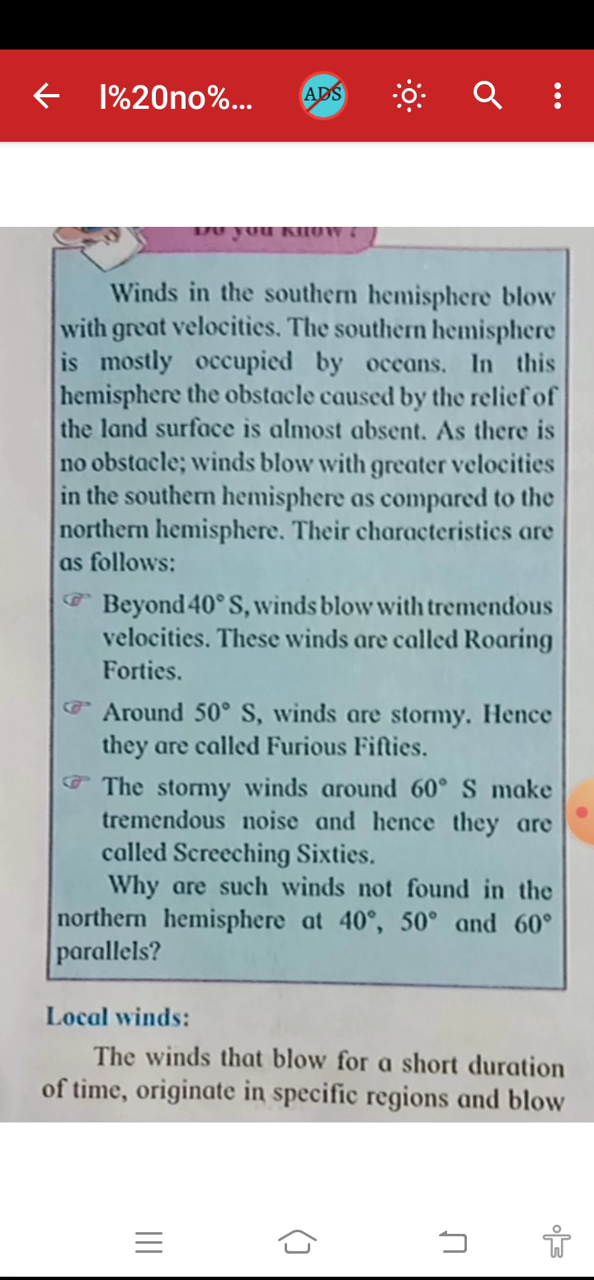 l%20no%...
ADS
Do you know ?
Winds in the southern hemisphere blow
with great velocities. The southern hemisphere
is mostly occupied by oceans. In this
hemisphere the obstacle caused by the relief of
the land surface is almost absent. As there is
no obstacle; winds blow with greater velocities
in the southern hemisphere as compared to the
northern hemisphere. Their characteristics are
as follows:
Beyond 40° S, winds blow with tremendous
velocities. These winds are called Roaring
Forties.
Around 50° S, winds are stormy. Hence
they are called Furious Fifties.
The stormy winds around 60° S make
tremendous noise and hence they are
called Screeching Sixties.
Why are such winds not found in the
northern hemisphere at 40°, 50° and 60°
parallels?
Local winds:
The winds that blow for a short duration
of time, originate in specific regions and blow